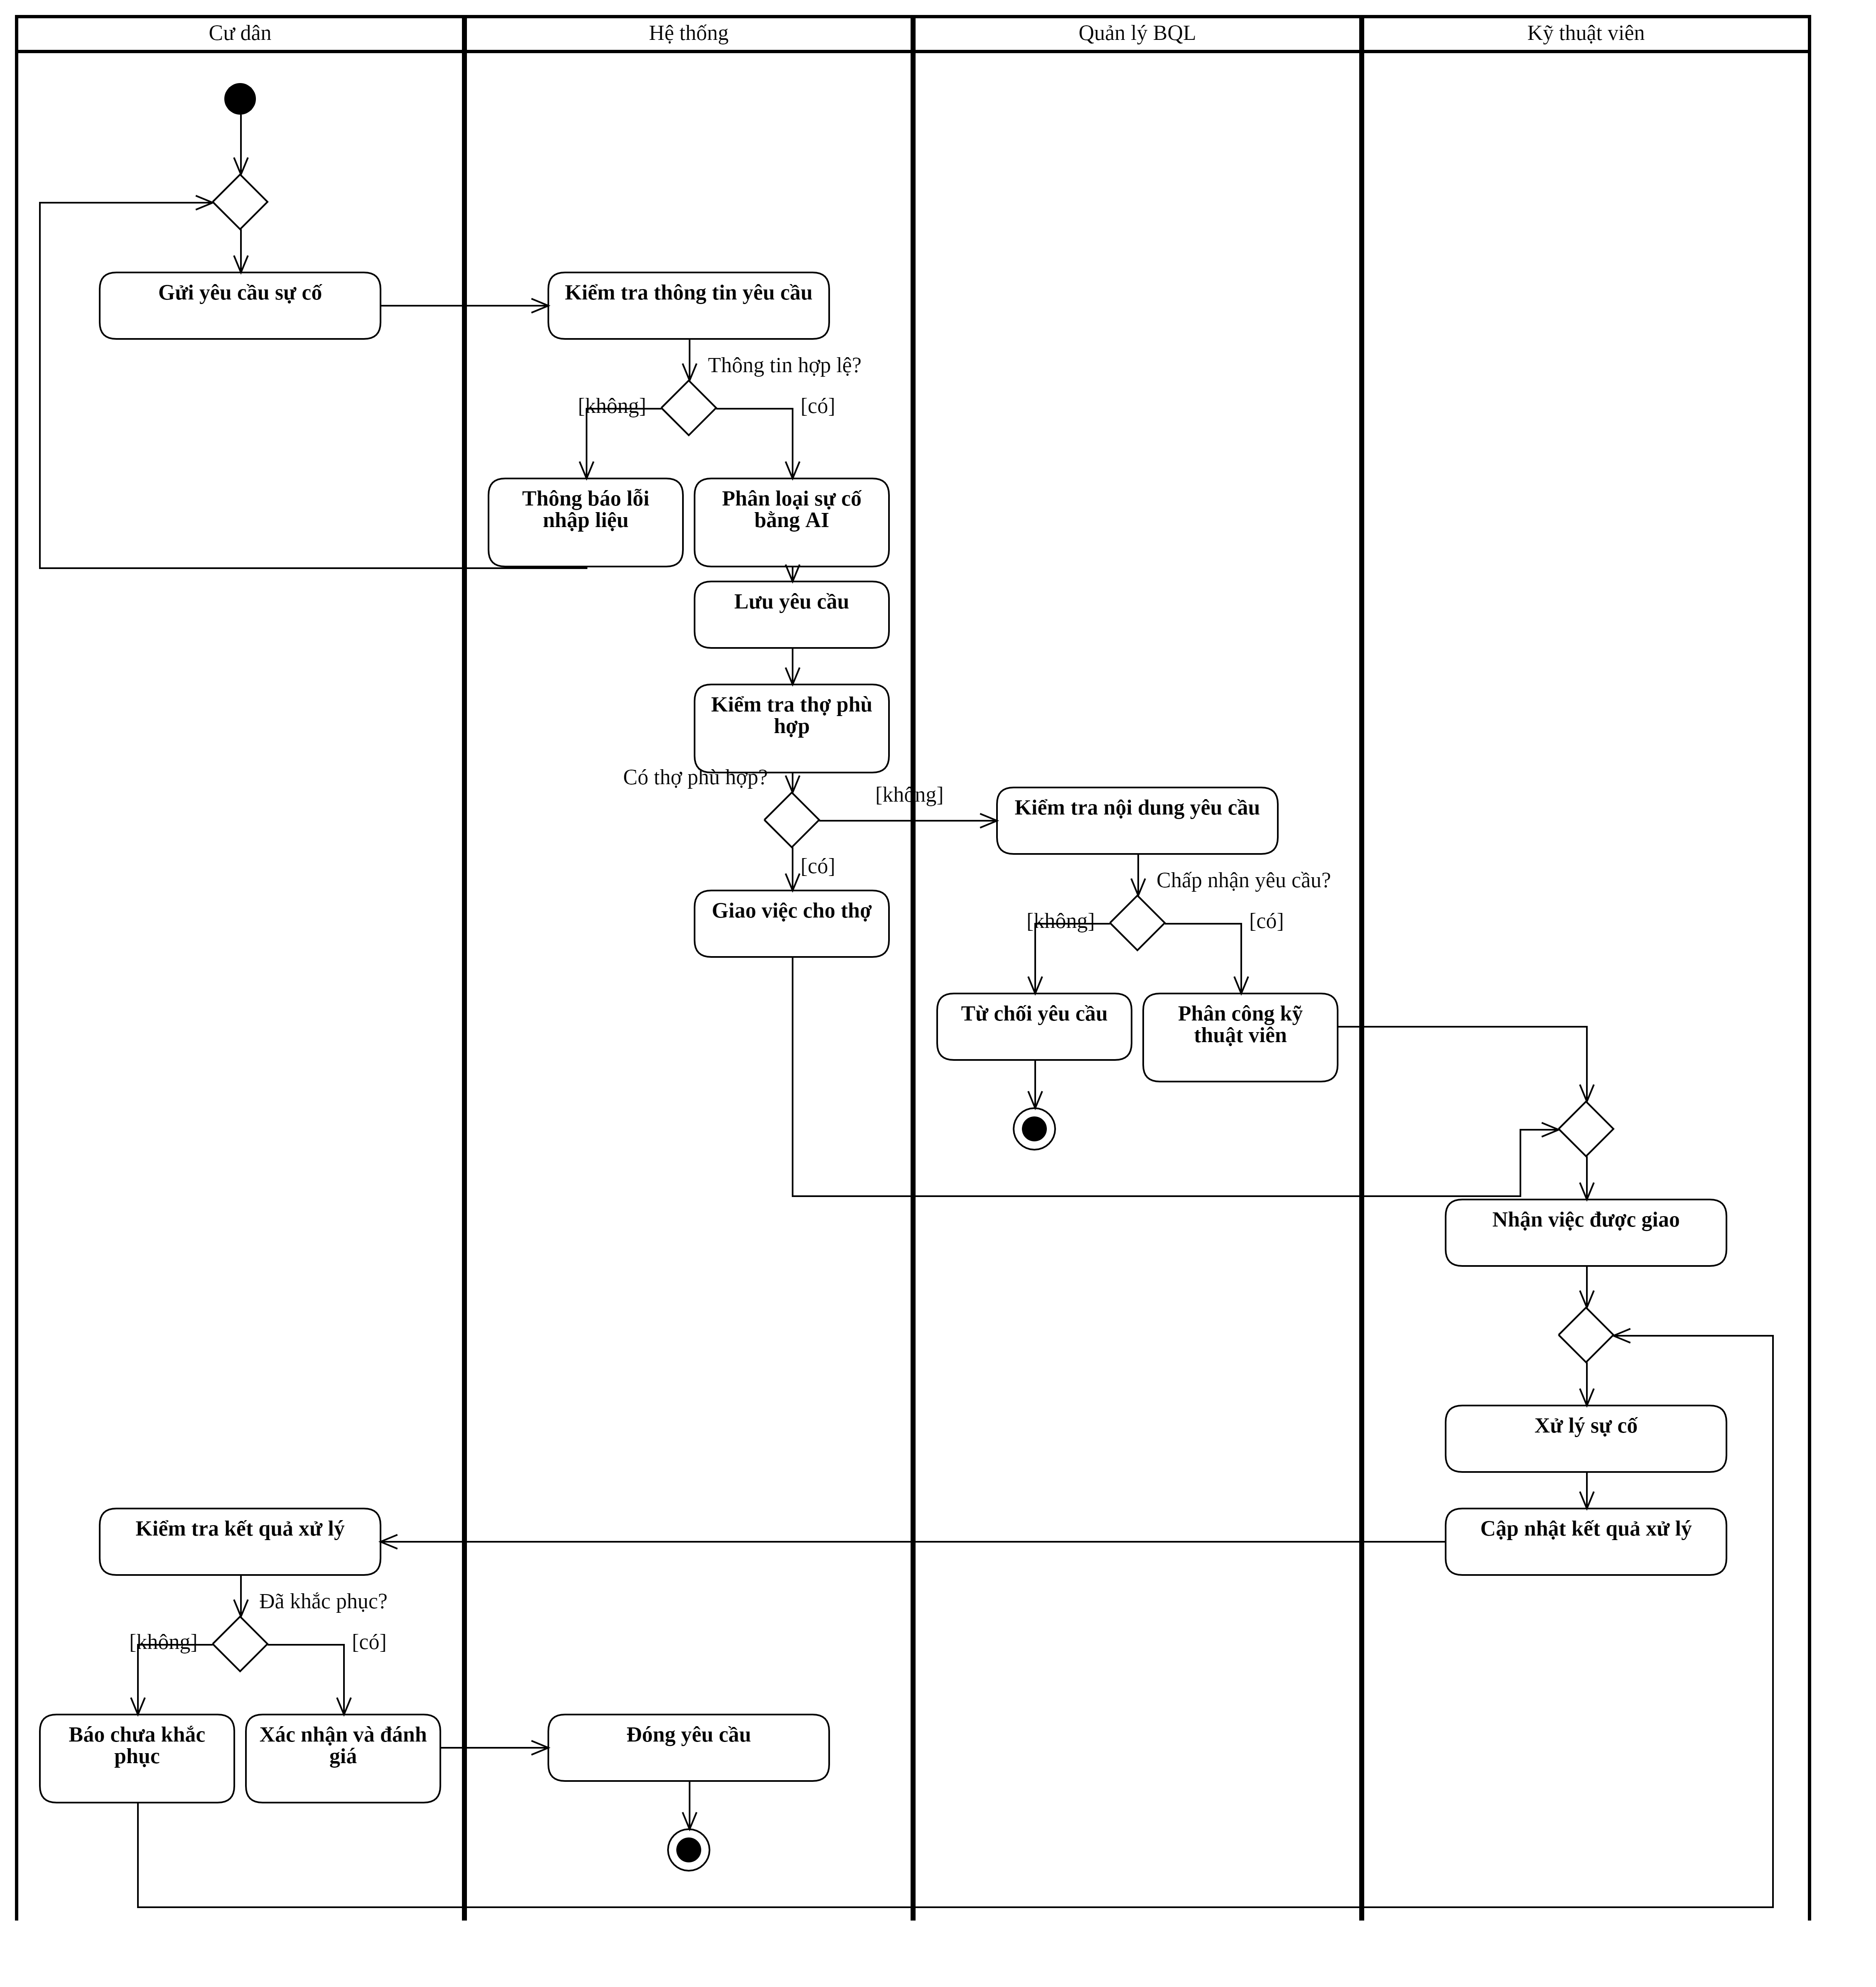 Cư dân
Hệ thống
Quản lý BQL
Kỹ thuật viên
Gửi yêu cầu sự cố
Kiểm tra thông tin yêu cầu
Thông tin hợp lệ?
[không]
[có]
Thông báo lỗi
nhập liệu
Phân loại sự cố
bằng AI
Lưu yêu cầu
Kiểm tra thợ phù
hợp
Có thợ phù hợp?
[không]
Kiểm tra nội dung yêu cầu
[có]
Chấp nhận yêu cầu?
Giao việc cho thợ
[không]
[có]
Từ chối yêu cầu
Phân công kỹ
thuật viên
Nhận việc được giao
Xử lý sự cố
Kiểm tra kết quả xử lý
Cập nhật kết quả xử lý
Đã khắc phục?
[không]
[có]
Báo chưa khắc
phục
Xác nhận và đánh
giá
Đóng yêu cầu